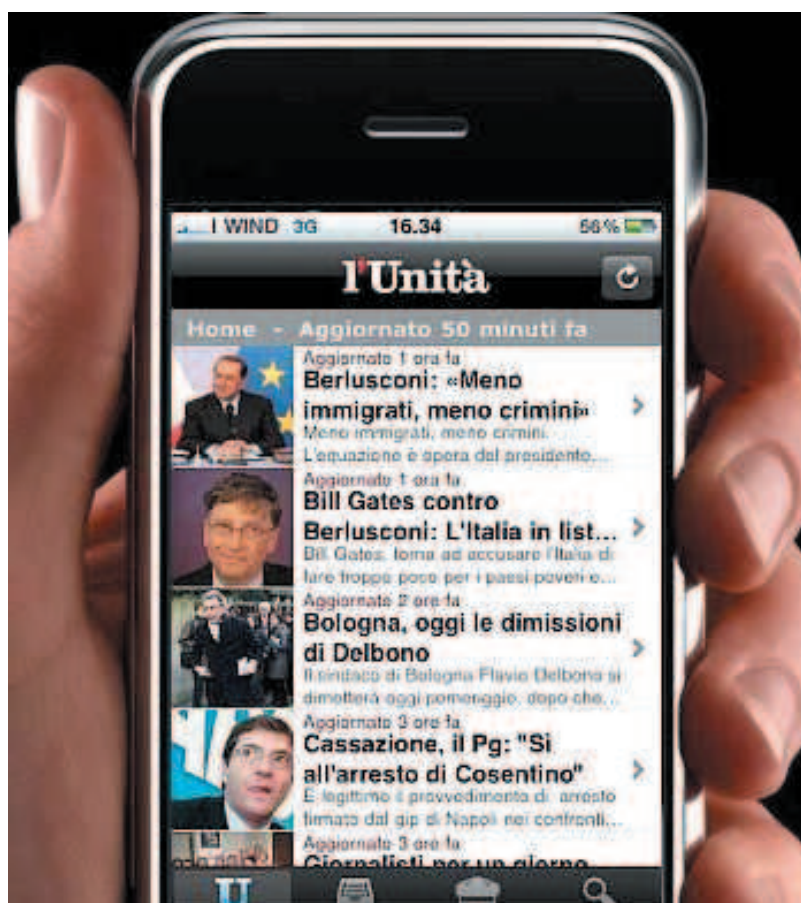 I WIND 3G 16.34 56%
l'Unità
Home - Aggiornato 50 minuti fa
Aggiornato 1 ora fa
Berlusconi: «Meno
immigrati, meno crimini»
Meno immigrati, meno crimini.
L'equazione è opera del presidente...
Aggiornato 1 ora fa
Bill Gates contro
Berlusconi: L'Italia in list...
Bill Gates, torna ad accusare l'Italia di
fare troppo poco per i paesi poveri e...
Aggiornato 2 ore fa
Bologna, oggi le dimissioni
di Delbono
Il sindaco di Bologna Flavio Delbono si
dimetterà oggi pomeriggio, dopo che...
Aggiornato 3 ore fa
Cassazione, il Pg: "Sì
all'arresto di Cosentino"
È legittimo il provvedimento di arresto
firmato dal gip di Napoli nei confronti...
Aggiornato 3 ore fa
Giornalisti per un giorno
U